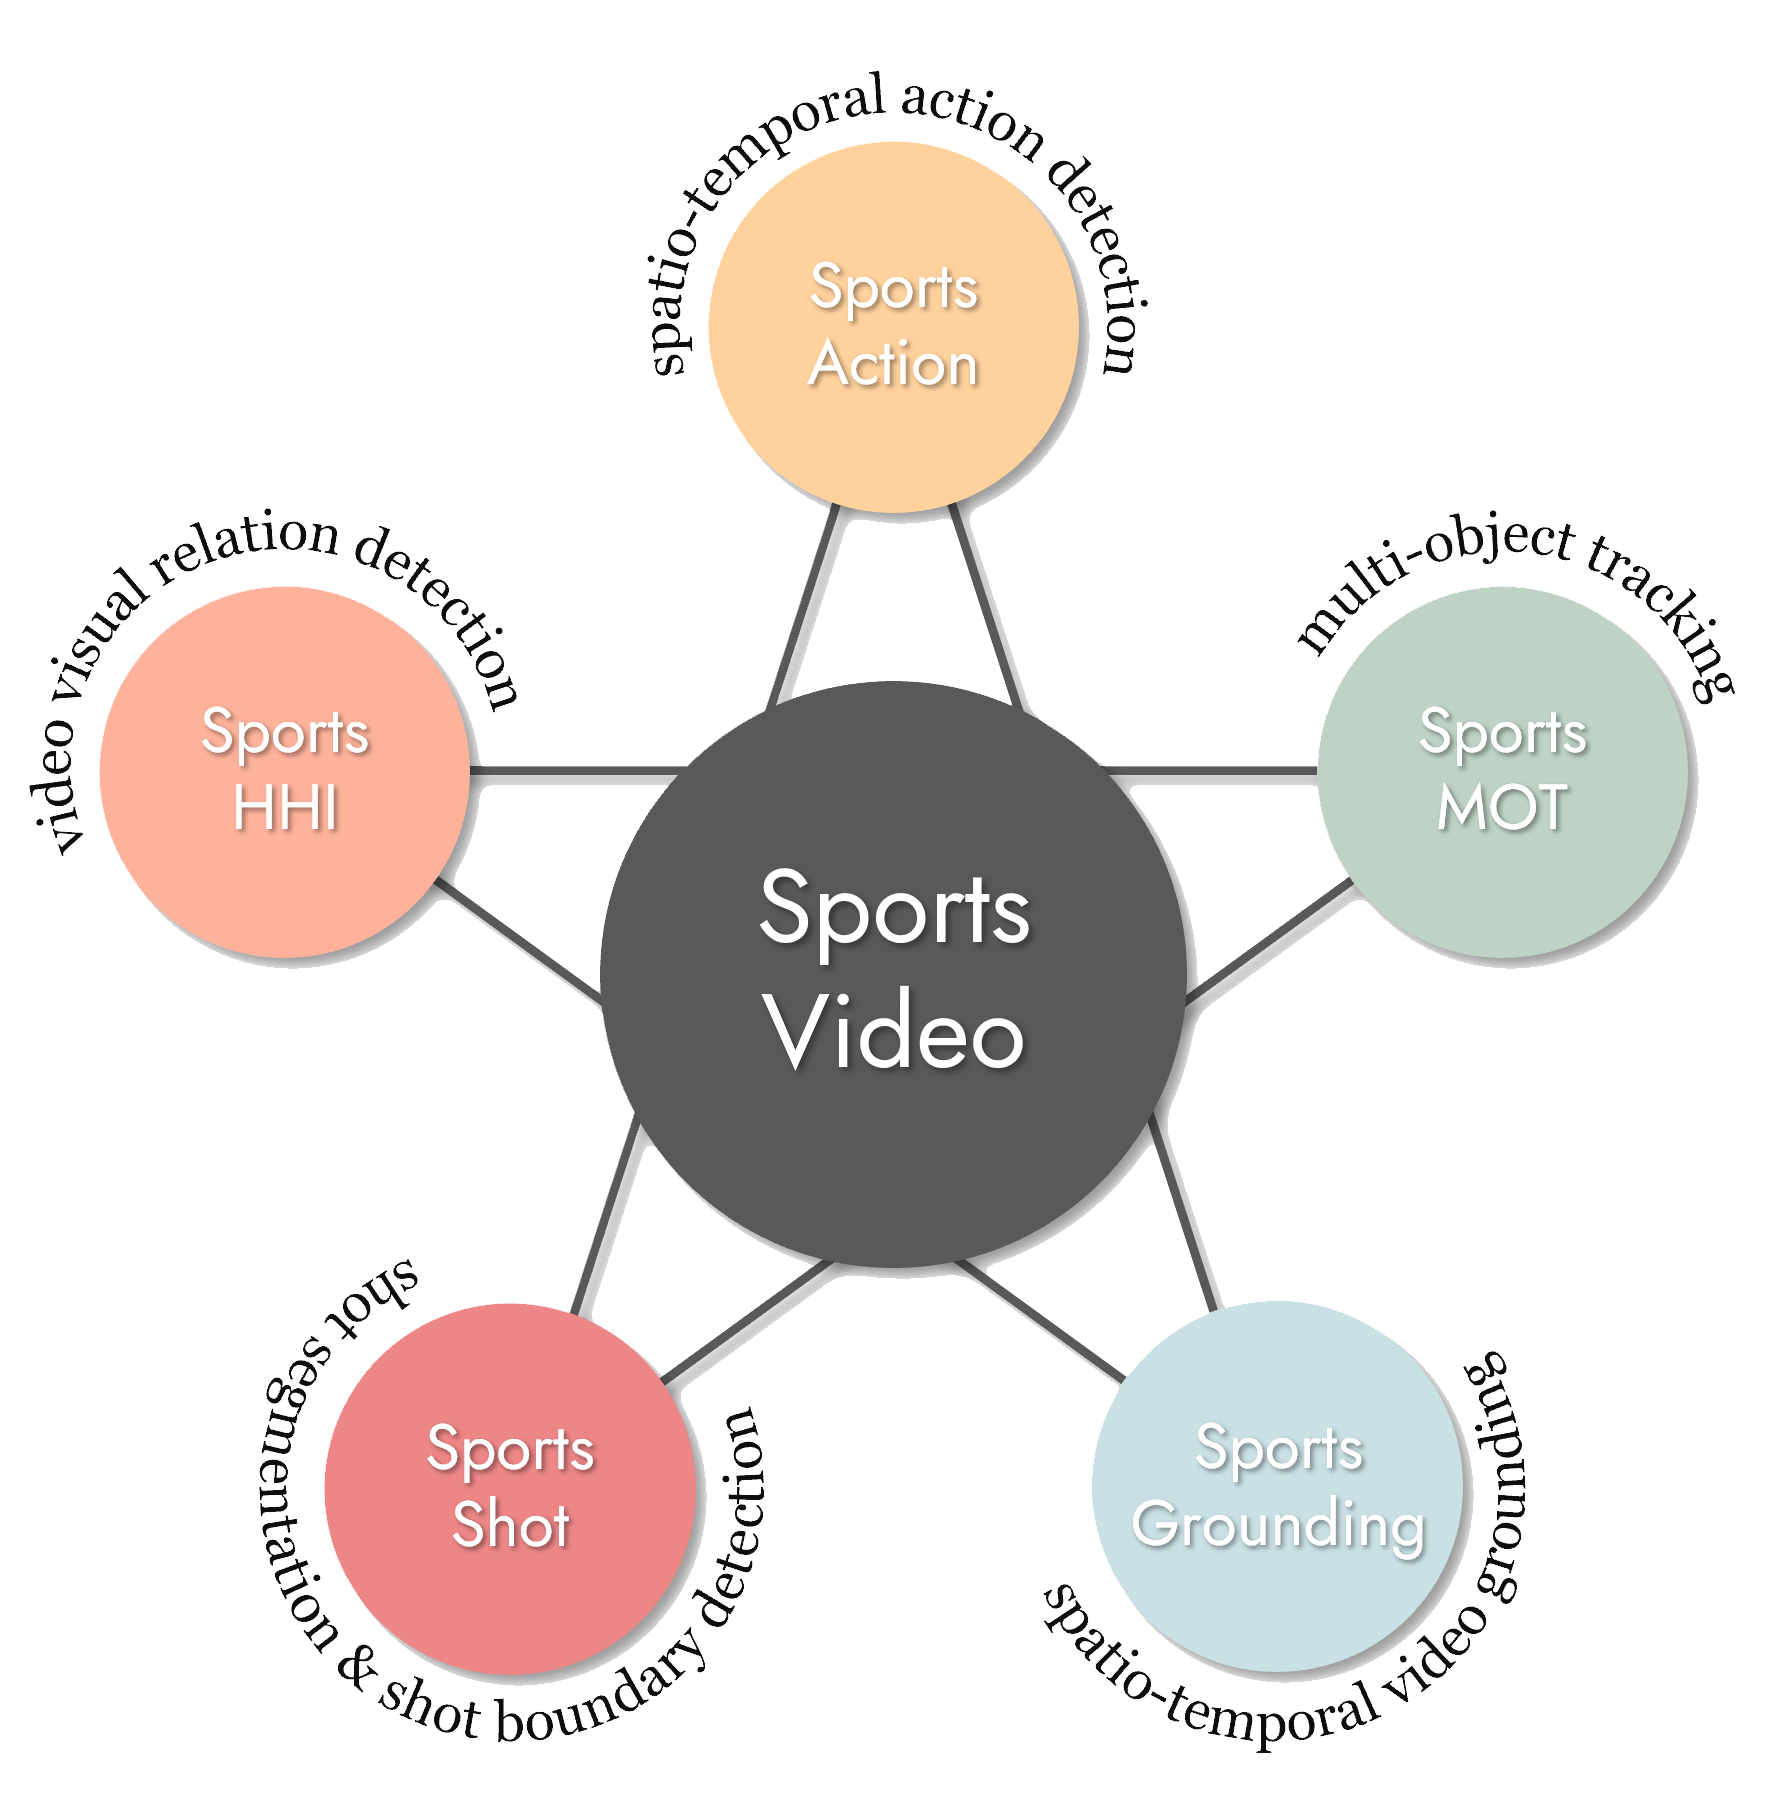 spatio-temporal action detection
Sports
Action
video visual relation detection
Sports
HHI
multi-object tracking
Sports
MOT
Sports
Video
shot segmentation & shot boundary detection
Sports
Shot
spatio-temporal video grounding
Sports
Grounding